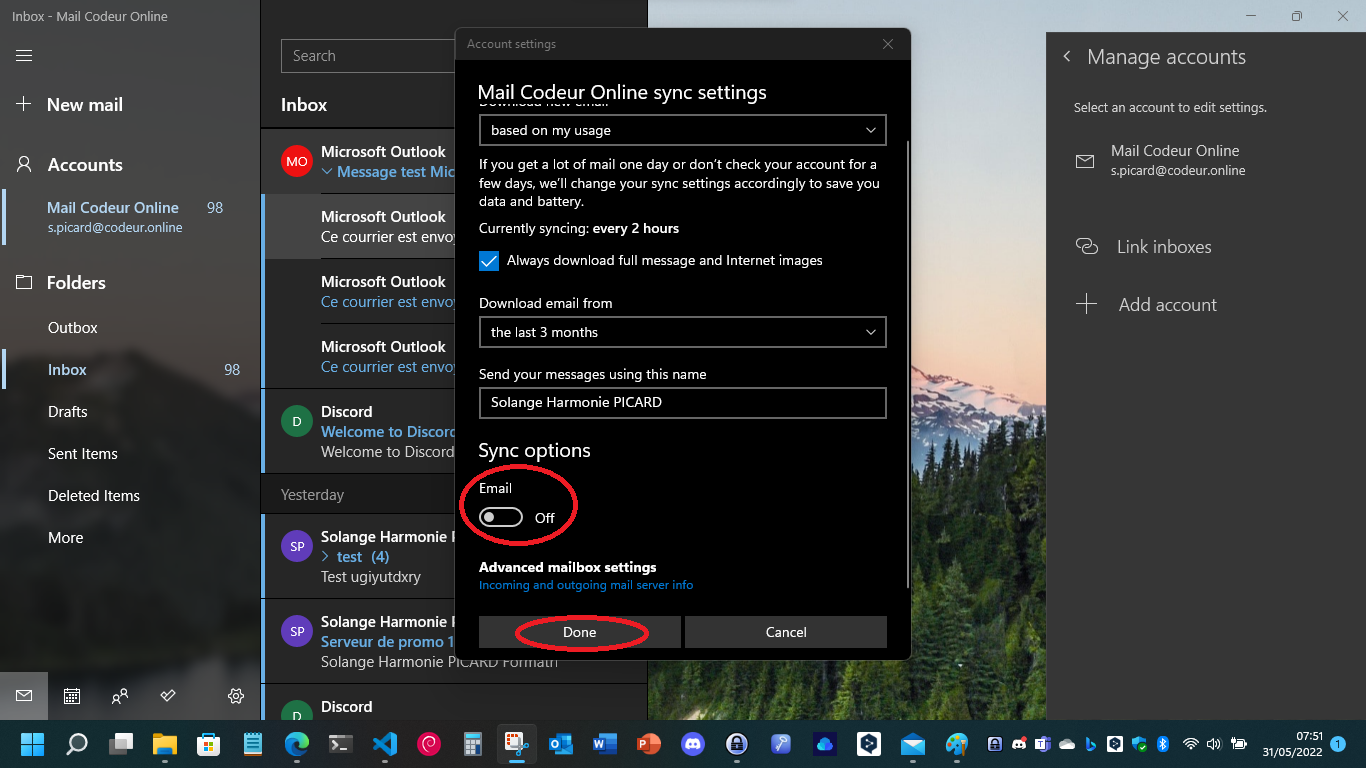 Inbox - Mail Codeur Online
New mail
Accounts
Mail Codeur Online 98
s.picard@codeur.online
Folders
Outbox
Inbox 98
Drafts
Sent Items
Deleted Items
More
Search
Inbox
MO
Microsoft Outlook
Message test Mic
Microsoft Outlook
Ce courrier est envoy
Microsoft Outlook
Ce courrier est envoy
Microsoft Outlook
Ce courrier est envoy
D
Discord
Welcome to Discord
Welcome to Discord
Yesterday
SP
Solange Harmonie P
test (4)
Test ugiyutdxry
SP
Solange Harmonie P
Serveur de promo 1
Solange Harmonie PICARD Formatri
D
Discord
Account settings
Mail Codeur Online sync settings
Download new email
based on my usage
If you get a lot of mail one day or don’t check your account for a
few days, we’ll change your sync settings accordingly to save you
data and battery.
Currently syncing: every 2 hours
Always download full message and Internet images
Download email from
the last 3 months
Send your messages using this name
Solange Harmonie PICARD
Sync options
Email
Off
Advanced mailbox settings
Incoming and outgoing mail server info
Done
Cancel
Manage accounts
Select an account to edit settings.
Mail Codeur Online
s.picard@codeur.online
Link inboxes
Add account
07:51
31/05/2022
1